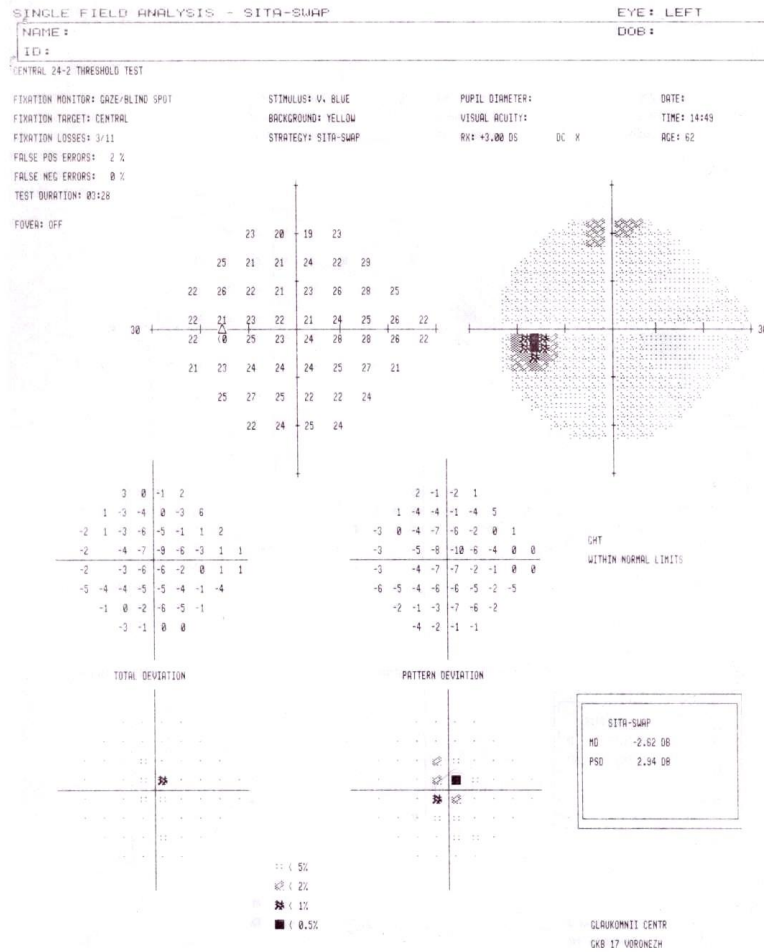 SINGLE FIELD ANALYSIS - SITA-SWAP EYE: LEFT
NAME: DOB:
ID:
CENTRAL 24-2 THRESHOLD TEST
FIXATION MONITOR: GAZE/BLIND SPOT STIMULUS: V, BLUE PUPIL DIAMETER: DATE:
FIXATION TARGET: CENTRAL BACKGROUND: YELLOW VISUAL ACUITY: TIME: 14:49
FIXATION LOSSES: 3/11 STRATEGY: SITA-SWAP RX: +3.00 DS DC X AGE: 62
FALSE POS ERRORS: 2 %
FALSE NEG ERRORS: 0 %
TEST DURATION: 03:28
FOVEA: OFF
23 20 19 23
25 21 21 24 22 29
22 26 22 21 23 26 28 25
22 21 23 22 21 24 25 26 22
30 30
22 <0 25 23 24 28 28 26 22
21 23 24 24 24 25 27 21
25 27 25 22 22 24
22 24 25 24
3 0 -1 2 2 -1 -2 1
1 -3 -4 0 -3 6 1 -4 -4 -1 -4 5
-2 1 -3 -6 -5 -1 1 2 -3 0 -4 -7 -6 -2 0 1
-2 -4 -7 -9 -6 -3 1 1 -3 -5 -8 -10 -6 -4 0 0
GHT
WITHIN NORMAL LIMITS
-2 -3 -6 -6 -2 0 1 1 -3 -4 -7 -7 -2 -1 0 0
-5 -4 -4 -5 -5 -4 -1 -4 -6 -5 -4 -6 -6 -5 -2 -5
-1 0 -2 -6 -5 -1 -2 -1 -3 -7 -6 -2
-3 -1 0 0 -4 -2 -1 -1
TOTAL DEVIATION PATTERN DEVIATION
SITA-SWAP
MD -2.62 DB
PSD 2.94 DB
< 5%
< 2%
< 1%
< 0.5%
GLAUKOMNII CENTR
GKB 17 VORONEZH